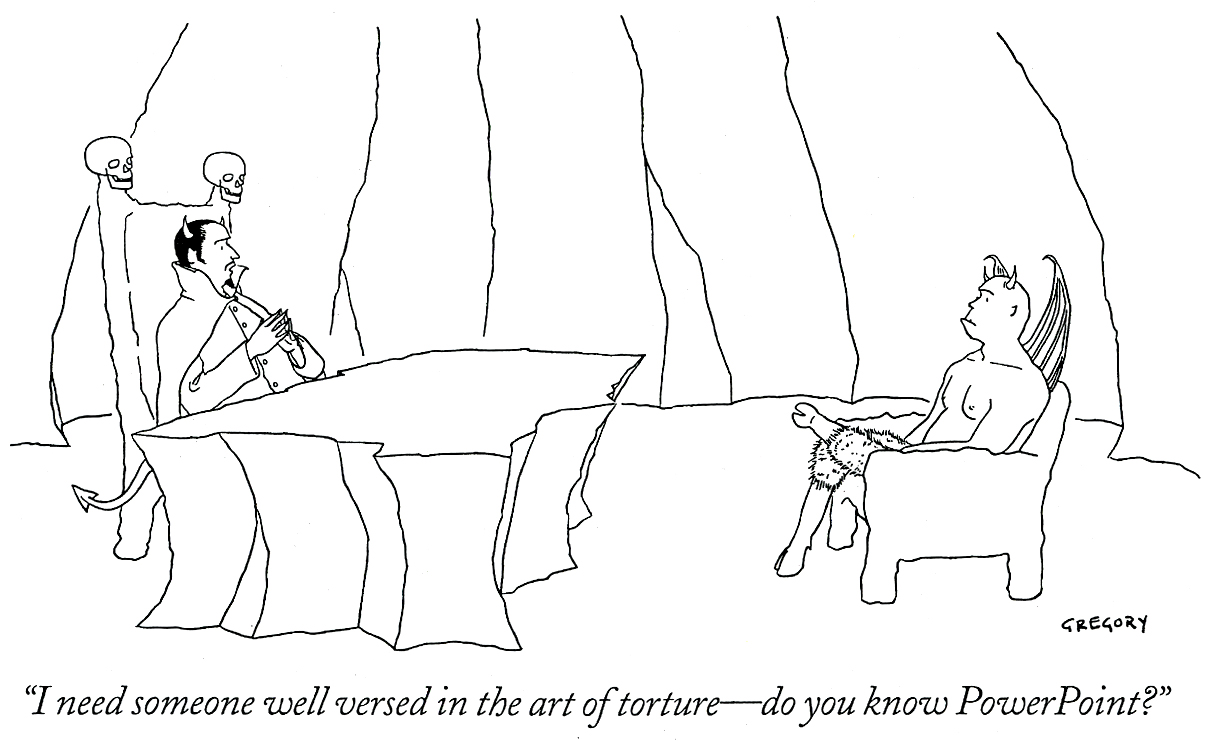 GREGORY
“I need someone well versed in the art of torture—do you know PowerPoint?”